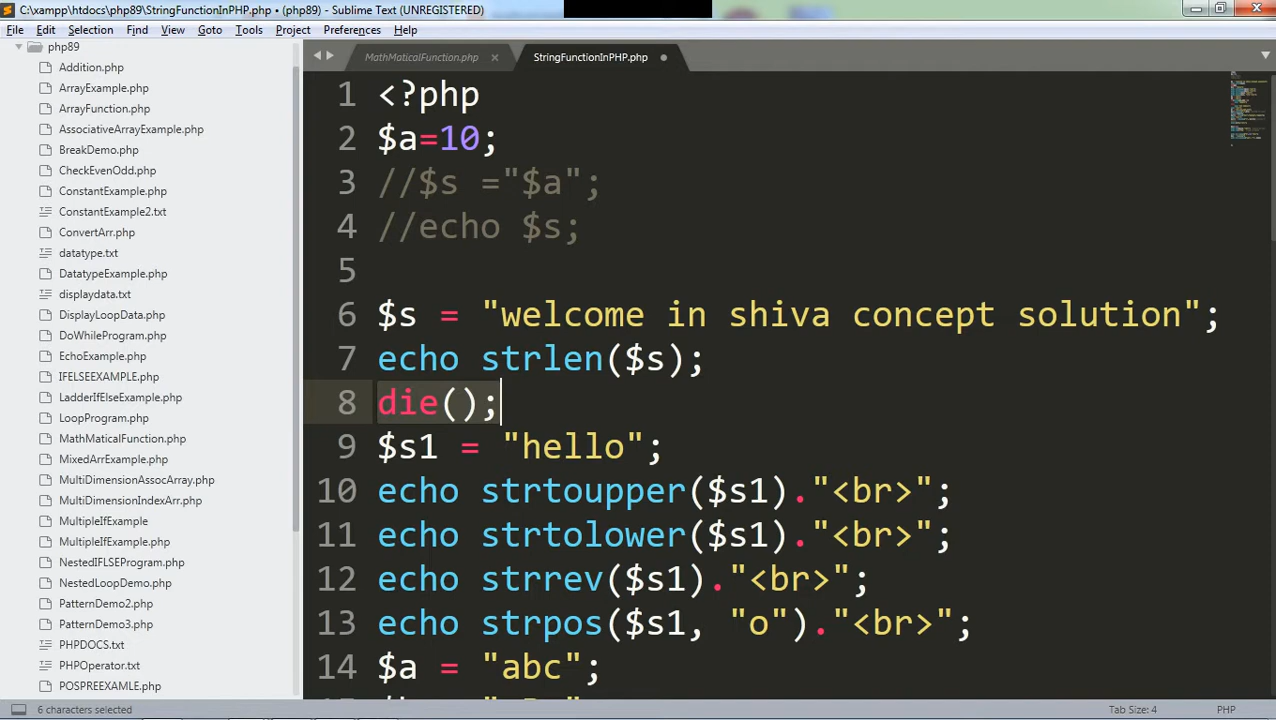 C:\xampp\htdocs\php89\StringFunctionInPHP.php • (php89) - Sublime Text (UNREGISTERED)
File Edit Selection Find View Goto Tools Project Preferences Help
php89
Addition.php
ArrayExample.php
ArrayFunction.php
AssociativeArrayExample.php
BreakDemo.php
CheckEvenOdd.php
ConstantExample.php
ConstantExample2.txt
ConvertArr.php
datatype.txt
DatatypeExample.php
displaydata.txt
DisplayLoopData.php
DoWhileProgram.php
EchoExample.php
IFELSEEXAMPLE.php
LadderIfElseExample.php
LoopProgram.php
MathMaticalFunction.php
MixedArrExample.php
MultiDimensionAssocArray.php
MultiDimensionIndexArr.php
MultipleIfExample
MultipleIfExample.php
NestedIFLSEProgram.php
NestedLoopDemo.php
PatternDemo2.php
PatternDemo3.php
PHPDOCS.txt
PHPOperator.txt
POSPREEXAMLE.php
MathMaticalFunction.php × StringFunctionInPHP.php •
1 <?php
2 $a=10;
3 //$s ="$a";
4 //echo $s;
5
6 $s = "welcome in shiva concept solution";
7 echo strlen($s);
8 die();
9 $s1 = "hello";
10 echo strtoupper($s1)."<br>";
11 echo strtolower($s1)."<br>";
12 echo strrev($s1)."<br>";
13 echo strpos($s1, "o")."<br>";
14 $a = "abc";
6 characters selected Tab Size: 4 PHP